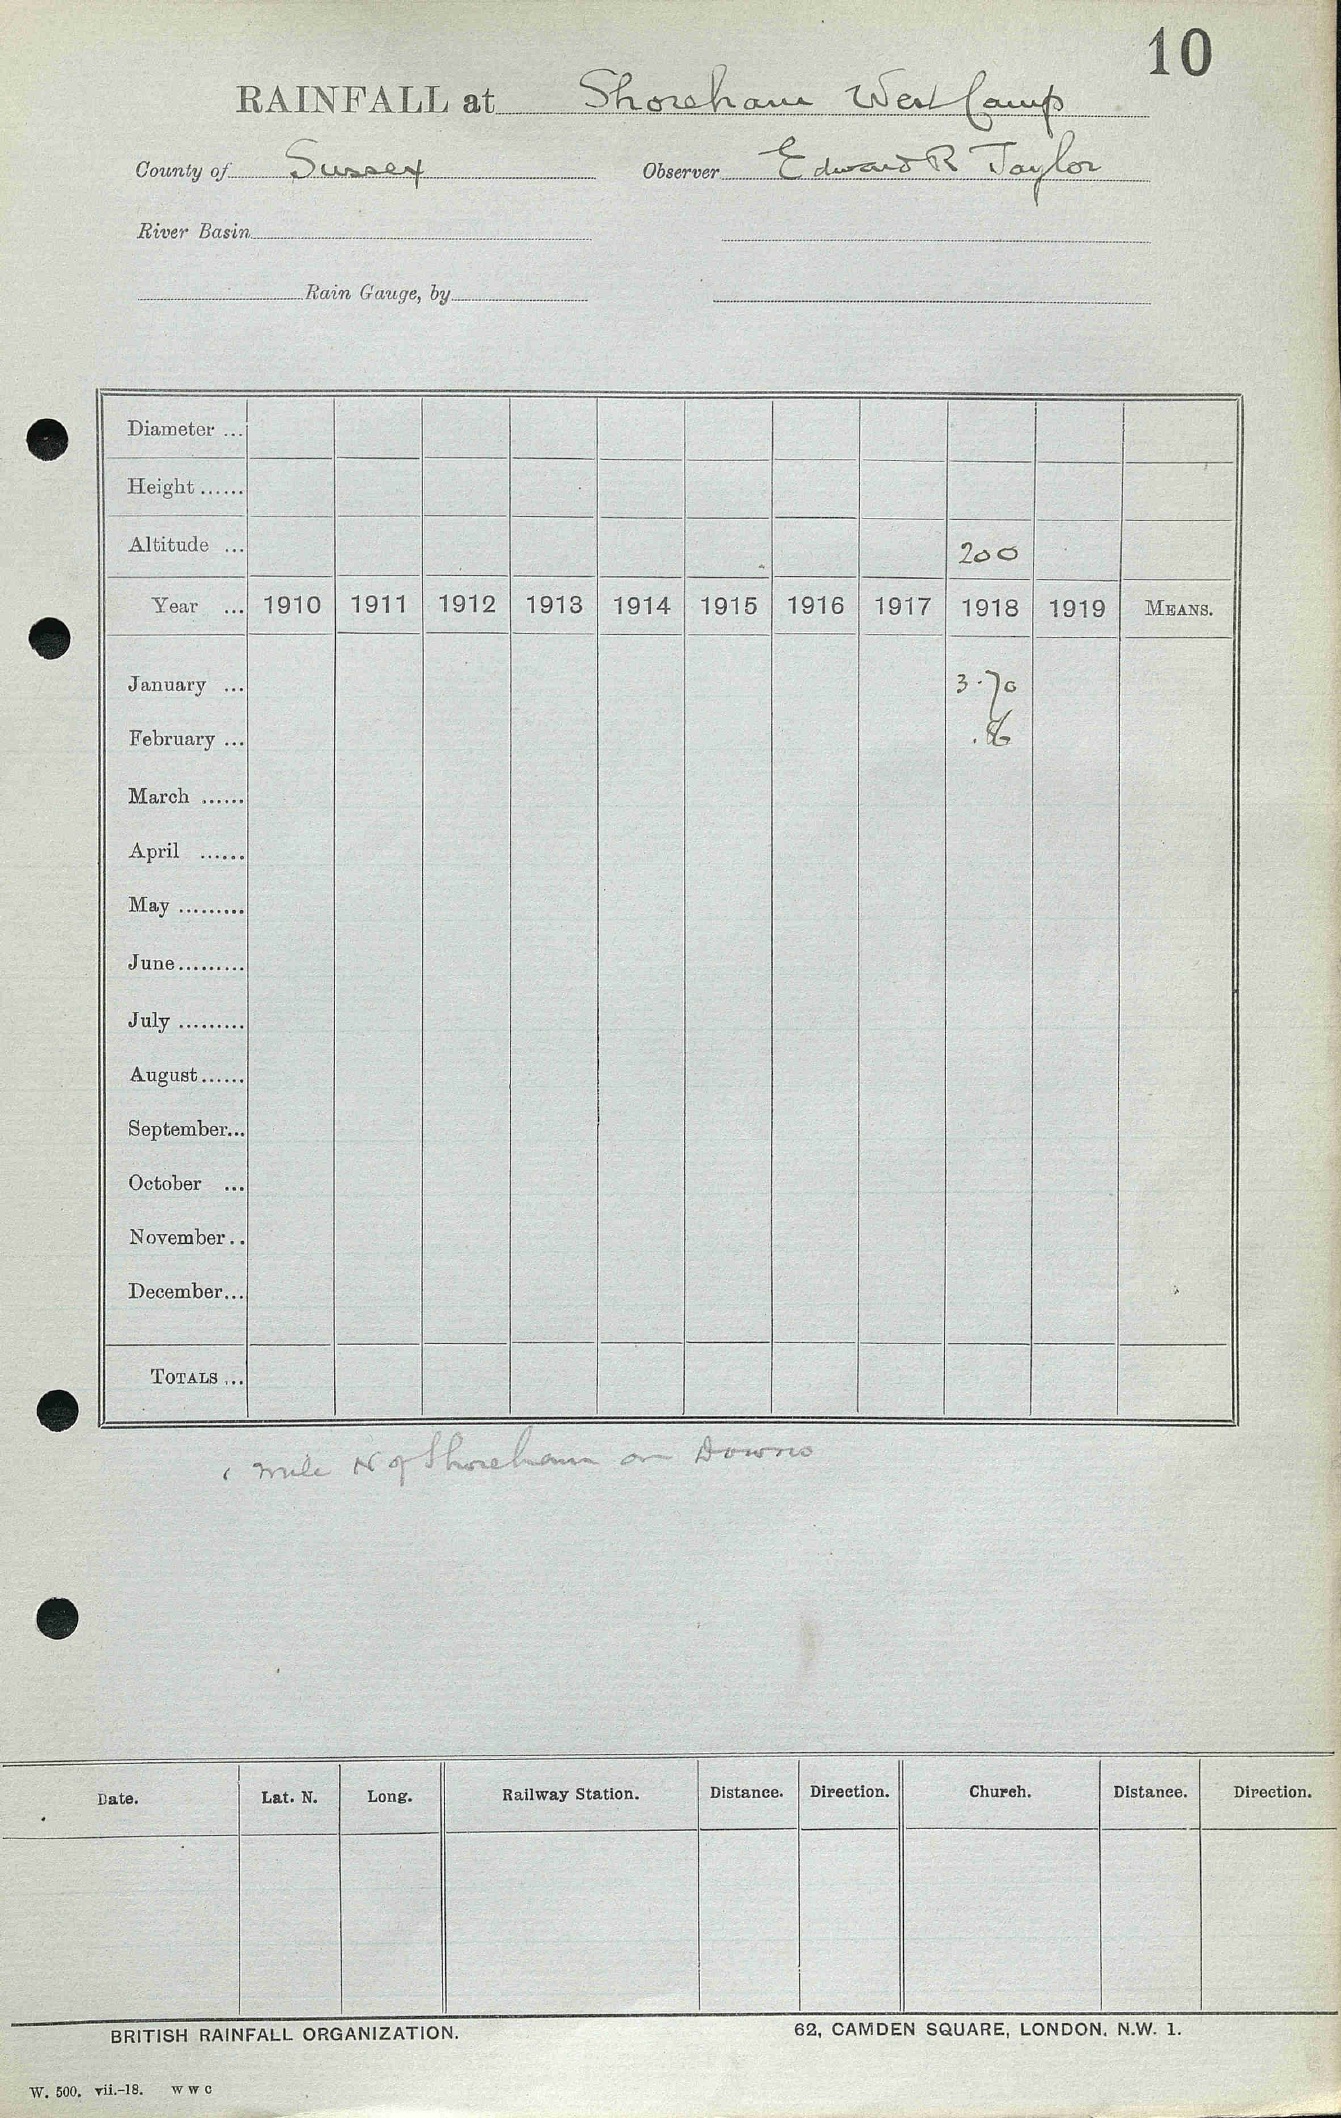 10
RAINFALL at Shoreham West Camp
County of Sussex Observer Edward R Taylor
River Basin
Rain Gauge, by
Diameter ...
Height ......
Altitude ... 200
Year ... 1910 1911 1912 1913 1914 1915 1916 1917 1918 1919 MEANS.
January ... 3.70
February ... .86
March ......
April ......
May .........
June .........
July .........
August ......
September...
October ...
November ..
December...
TOTALS ...
1 mile N of Shoreham on Downs
Date. Lat. N. Long. Railway Station. Distance. Direction. Church. Distance. Direction.
BRITISH RAINFALL ORGANIZATION. 62, CAMDEN SQUARE, LONDON, N.W. 1.
W. 500. vii.-18. W W C